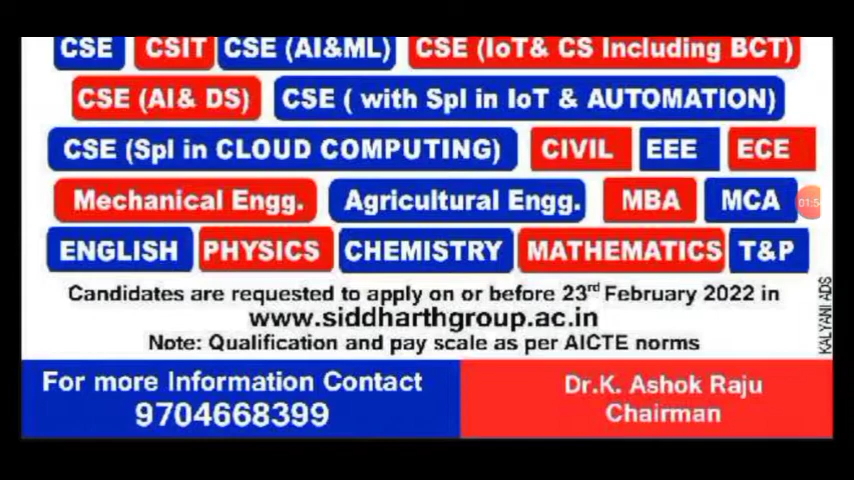 CSE CSIT CSE (AI&ML) CSE (IoT& CS Including BCT)
CSE (AI& DS) CSE ( with Spl in IoT & AUTOMATION)
CSE (Spl in CLOUD COMPUTING) CIVIL EEE ECE
Mechanical Engg. Agricultural Engg. MBA MCA
01:5
ENGLISH PHYSICS CHEMISTRY MATHEMATICS T&P
Candidates are requested to apply on or before 23rd February 2022 in
www.siddharthgroup.ac.in
Note: Qualification and pay scale as per AICTE norms
KALYANI ADS
For more Information Contact
9704668399
Dr.K. Ashok Raju
Chairman